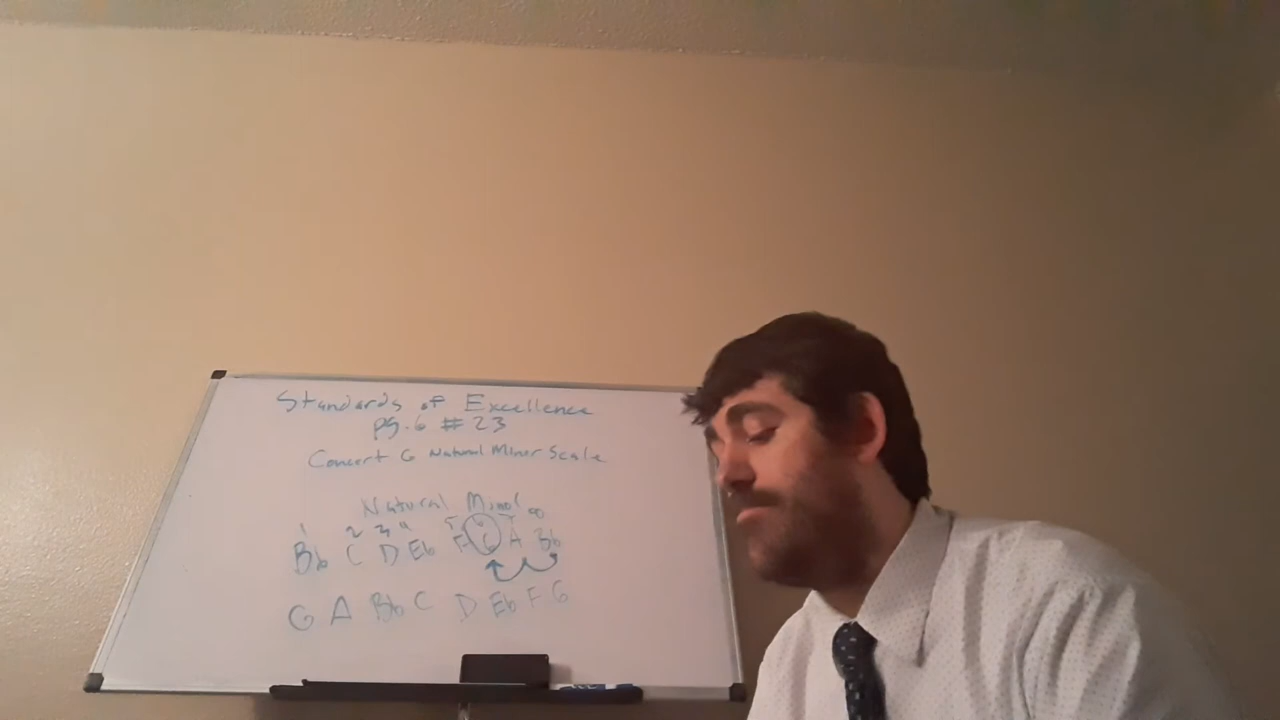 Standards of Excellence
pg. 6 #23
Concert G Natural Minor Scale
Natural Minor
1 2 3 4 5 6 7 8
Bb C D Eb F G A Bb
G A Bb C D Eb F G